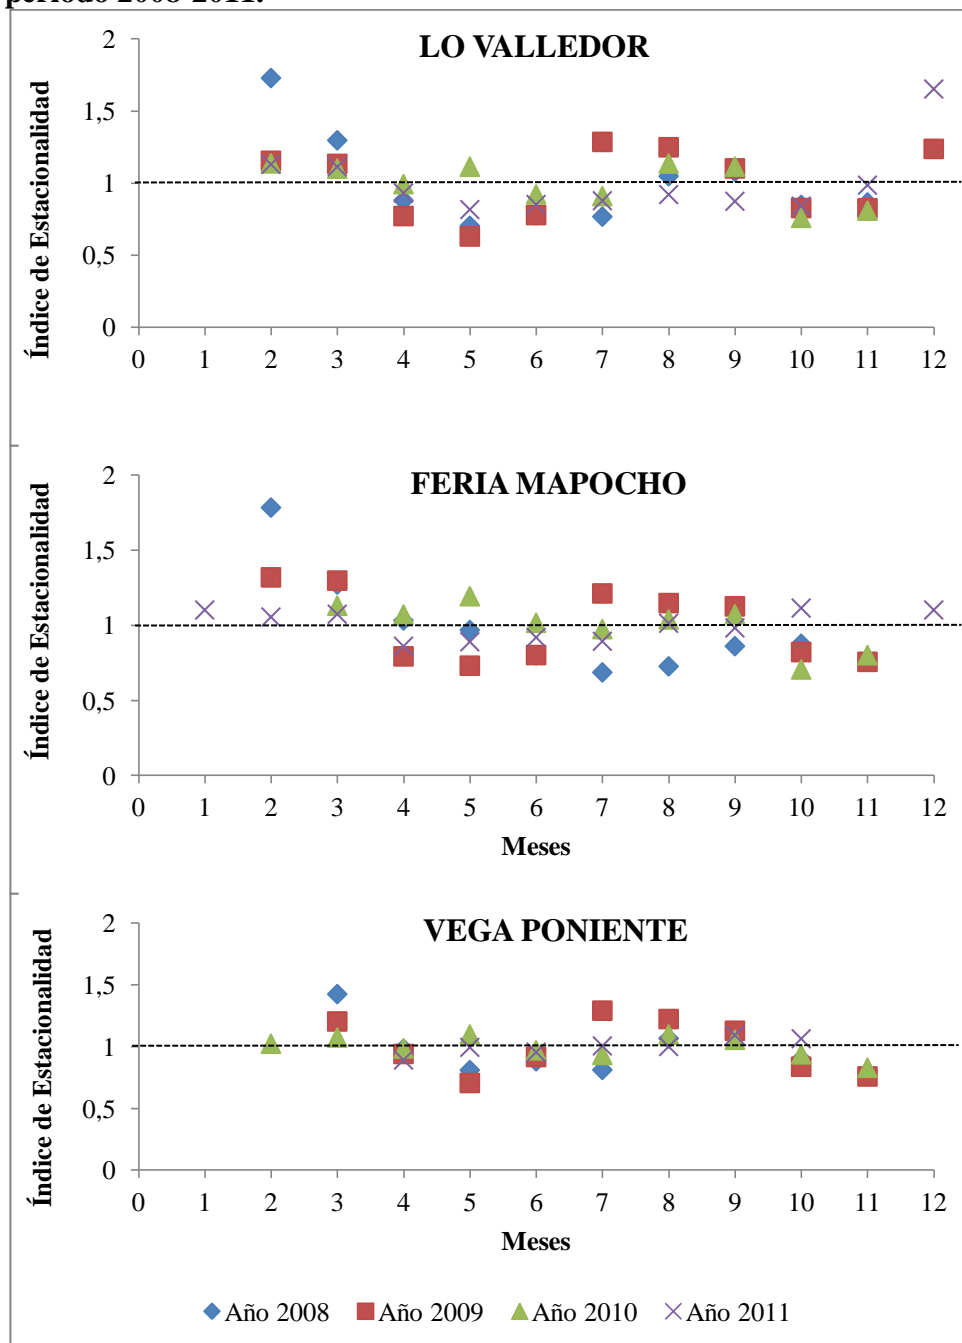 período 2008-2011.
LO VALLEDOR
Índice de Estacionalidad
2
1,5
1
0,5
0
0 1 2 3 4 5 6 7 8 9 10 11 12
FERIA MAPOCHO
Índice de Estacionalidad
2
1,5
1
0,5
0
0 1 2 3 4 5 6 7 8 9 10 11 12
Meses
VEGA PONIENTE
Índice de Estacionalidad
2
1,5
1
0,5
0
0 1 2 3 4 5 6 7 8 9 10 11 12
Meses
Año 2008 Año 2009 Año 2010 Año 2011